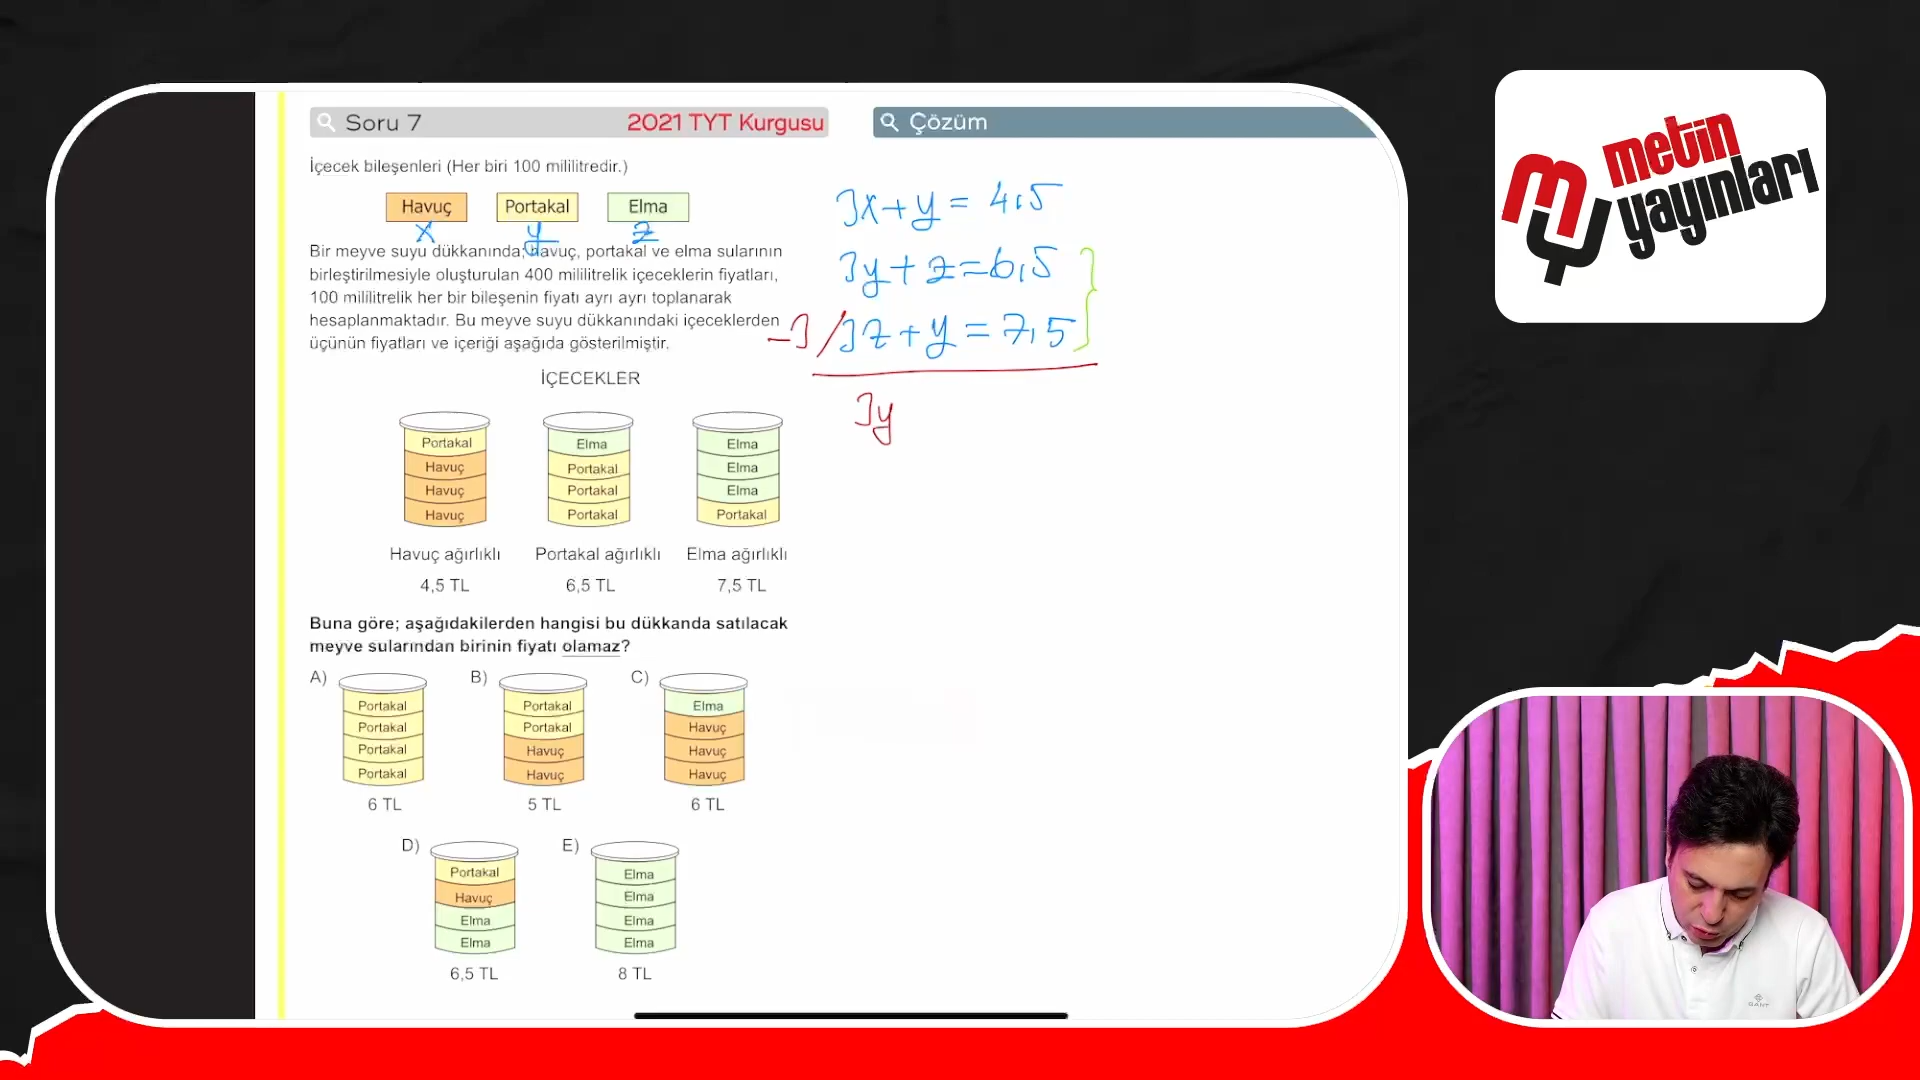 Soru 7
2021 TYT Kurgusu
Çözüm
İçecek bileşenleri (Her biri 100 mililitredir.)
Havuç
Portakal
Elma
x
y
z
Bir meyve suyu dükkanında; havuç, portakal ve elma sularının
birleştirilmesiyle oluşturulan 400 mililitrelik içeceklerin fiyatları,
100 mililitrelik her bir bileşenin fiyatı ayrı ayrı toplanarak
hesaplanmaktadır. Bu meyve suyu dükkanındaki içeceklerden
üçünün fiyatları ve içeriği aşağıda gösterilmiştir.
İÇECEKLER
Portakal
Havuç
Havuç
Havuç
Havuç ağırlıklı
4,5 TL
Elma
Portakal
Portakal
Portakal
Portakal ağırlıklı
6,5 TL
Elma
Elma
Elma
Portakal
Elma ağırlıklı
7,5 TL
Buna göre; aşağıdakilerden hangisi bu dükkanda satılacak
meyve sularından birinin fiyatı olamaz?
A)
Portakal
Portakal
Portakal
Portakal
6 TL
B)
Portakal
Portakal
Havuç
Havuç
5 TL
C)
Elma
Havuç
Havuç
Havuç
6 TL
D)
Portakal
Havuç
Elma
Elma
6,5 TL
E)
Elma
Elma
Elma
Elma
8 TL
3x+y = 4,5
3y+z=6,5
-3/3z+y=7,5
3y
metin
yayınları
GANT